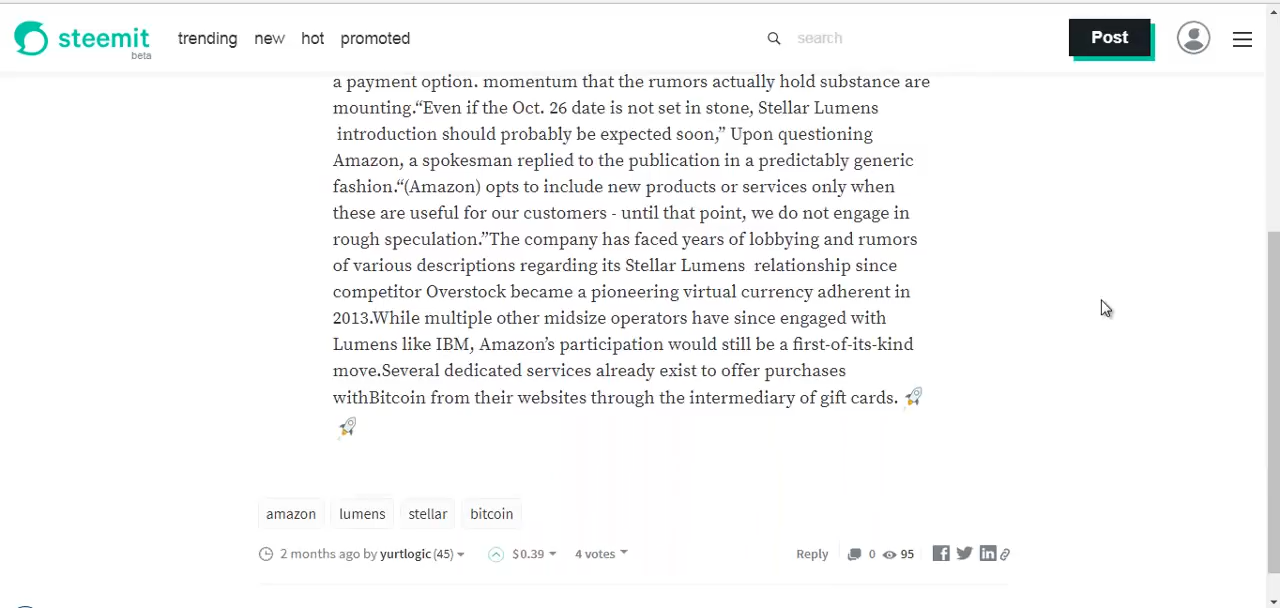 steemit
beta
trending new hot promoted
search
Post
a payment option. momentum that the rumors actually hold substance are
mounting.“Even if the Oct. 26 date is not set in stone, Stellar Lumens
introduction should probably be expected soon,” Upon questioning
Amazon, a spokesman replied to the publication in a predictably generic
fashion.“(Amazon) opts to include new products or services only when
these are useful for our customers - until that point, we do not engage in
rough speculation.”The company has faced years of lobbying and rumors
of various descriptions regarding its Stellar Lumens relationship since
competitor Overstock became a pioneering virtual currency adherent in
2013.While multiple other midsize operators have since engaged with
Lumens like IBM, Amazon’s participation would still be a first-of-its-kind
move.Several dedicated services already exist to offer purchases
withBitcoin from their websites through the intermediary of gift cards. 🚀
🚀
amazon lumens stellar bitcoin
2 months ago by yurtlogic (45) $0.39 4 votes Reply 0 95